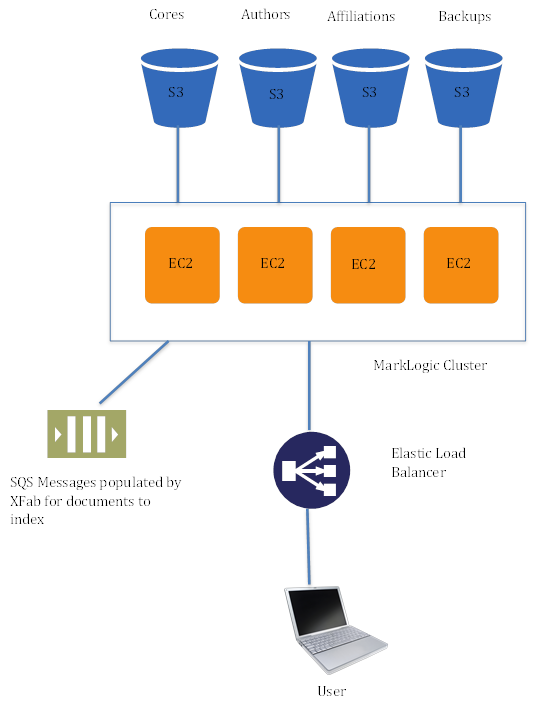 Cores
Authors
Affiliations
Backups
S3
S3
S3
S3
EC2
EC2
EC2
EC2
MarkLogic Cluster
Elastic Load
Balancer
SQS Messages populated by
XFab for documents to
index
User